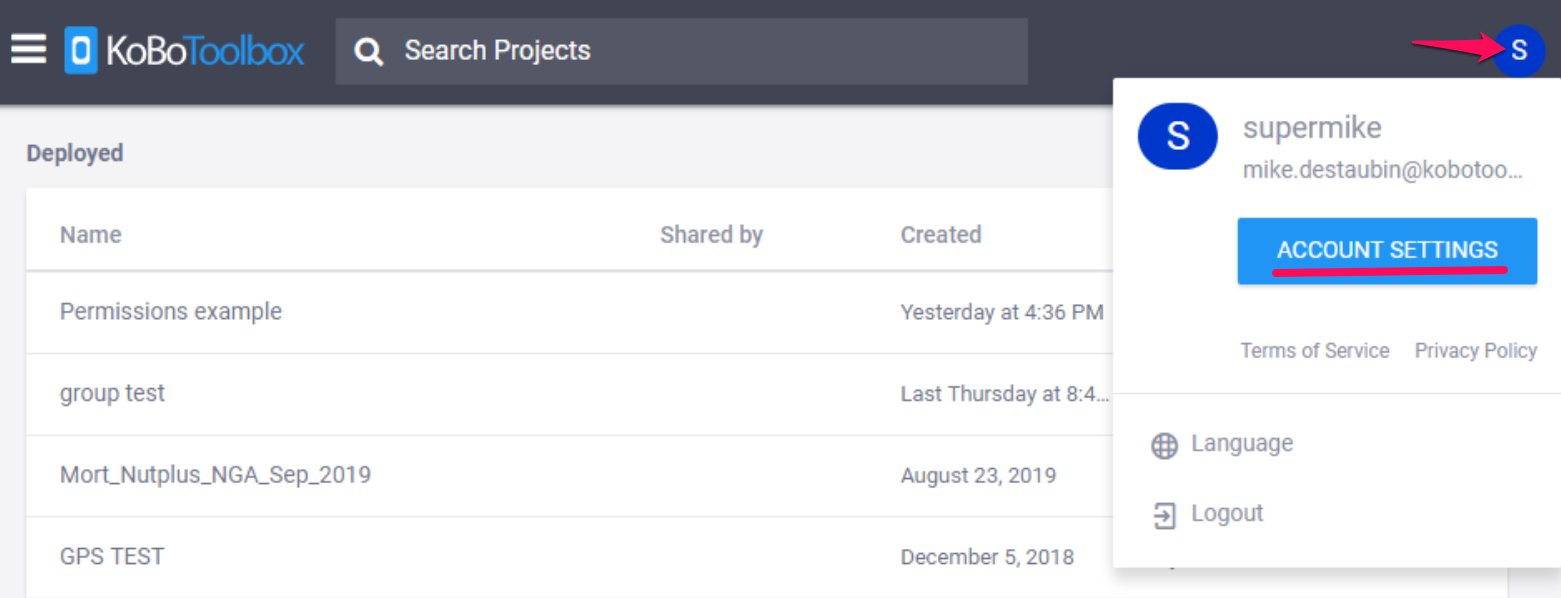 KoBoToolbox
Search Projects
S
S
supermike
mike.destaubin@kobotoo...
ACCOUNT SETTINGS
Terms of Service Privacy Policy
Language
Logout
Deployed
Name Shared by Created
Permissions example Yesterday at 4:36 PM
group test Last Thursday at 8:4...
Mort_Nutplus_NGA_Sep_2019 August 23, 2019
GPS TEST December 5, 2018